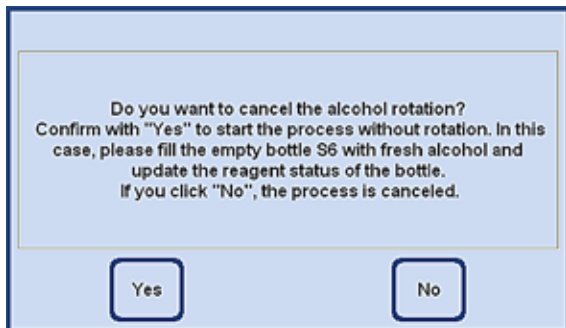 Do you want to cancel the alcohol rotation?
Confirm with "Yes" to start the process without rotation. In this
case, please fill the empty bottle S6 with fresh alcohol and
update the reagent status of the bottle.
If you click "No", the process is canceled.
Yes
No